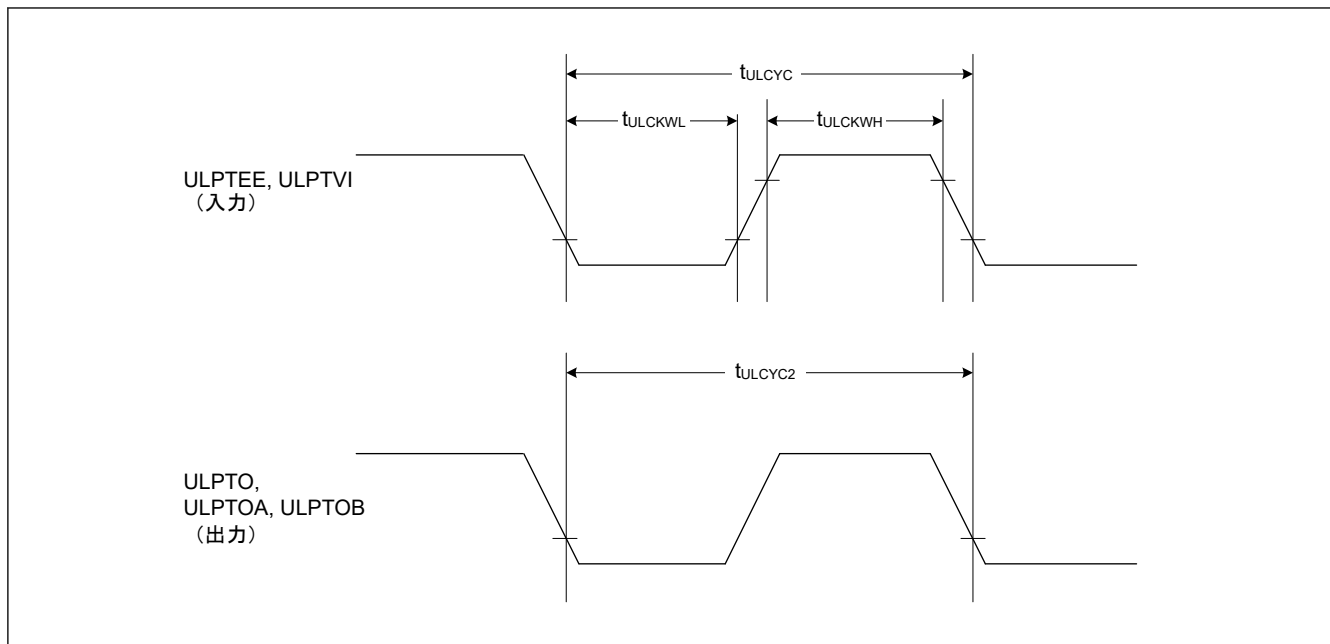 tULCYC
tULCKWL
tULCKWH
ULPTEE, ULPTVI
（入力）
tULCYC2
ULPTO,
ULPTOA, ULPTOB
（出力）